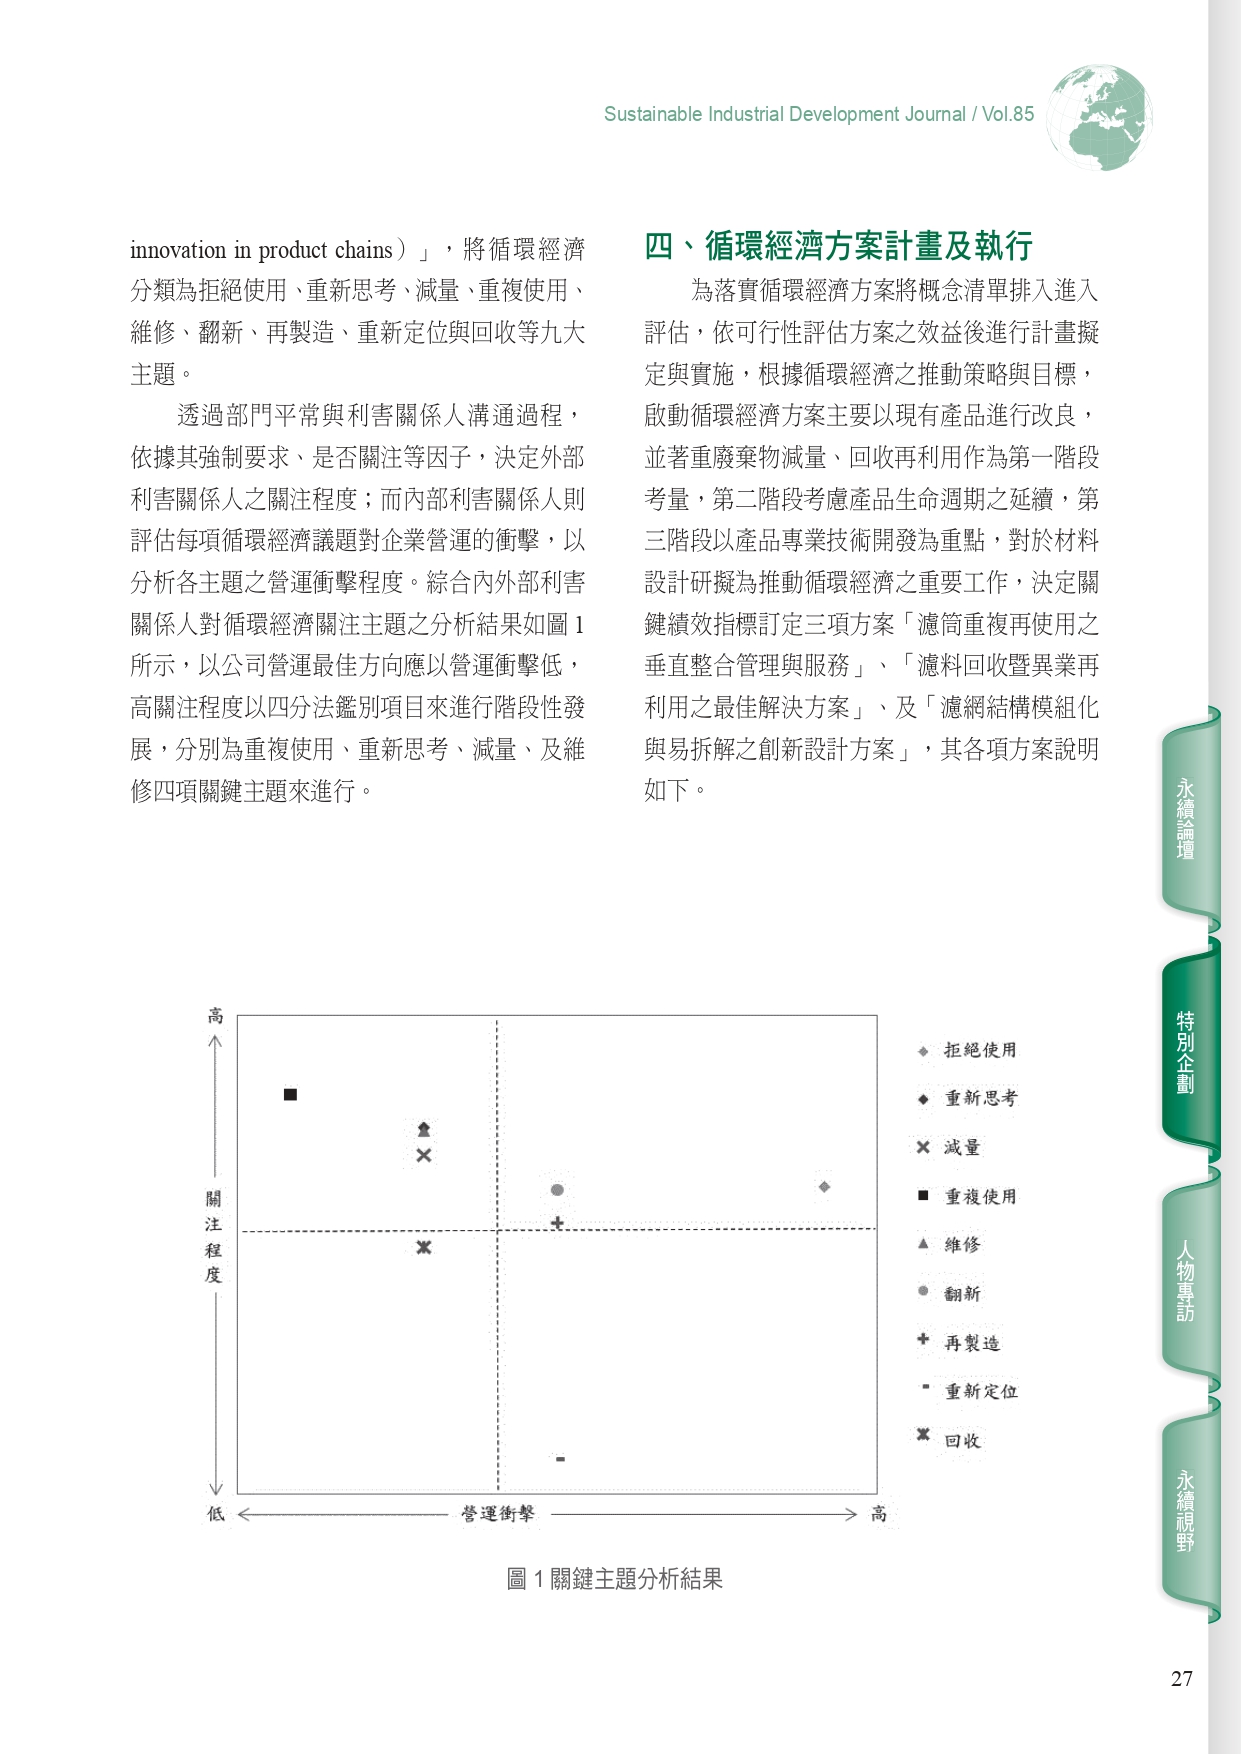 Sustainable Industrial Development Journal / Vol.85
innovation in product chains）」，將循環經濟
分類為拒絕使用、重新思考、減量、重複使用、
維修、翻新、再製造、重新定位與回收等九大
主題。
透過部門平常與利害關係人溝通過程，
依據其強制要求、是否關注等因子，決定外部
利害關係人之關注程度；而內部利害關係人則
評估每項循環經濟議題對企業營運的衝擊，以
分析各主題之營運衝擊程度。綜合內外部利害
關係人對循環經濟關注主題之分析結果如圖 1
所示，以公司營運最佳方向應以營運衝擊低，
高關注程度以四分法鑑別項目來進行階段性發
展，分別為重複使用、重新思考、減量、及維
修四項關鍵主題來進行。
四、循環經濟方案計畫及執行
為落實循環經濟方案將概念清單排入進入
評估，依可行性評估方案之效益後進行計畫擬
定與實施，根據循環經濟之推動策略與目標，
啟動循環經濟方案主要以現有產品進行改良，
並著重廢棄物減量、回收再利用作為第一階段
考量，第二階段考慮產品生命週期之延續，第
三階段以產品專業技術開發為重點，對於材料
設計研擬為推動循環經濟之重要工作，決定關
鍵績效指標訂定三項方案「濾筒重複再使用之
垂直整合管理與服務」、「濾料回收暨異業再
利用之最佳解決方案」、及「濾網結構模組化
與易拆解之創新設計方案」，其各項方案說明
如下。
高
關注程度
低
營運衝擊
高
拒絕使用
重新思考
減量
重複使用
維修
翻新
再製造
重新定位
回收
圖 1 關鍵主題分析結果
永續論壇
特別企劃
人物專訪
永續視野
27